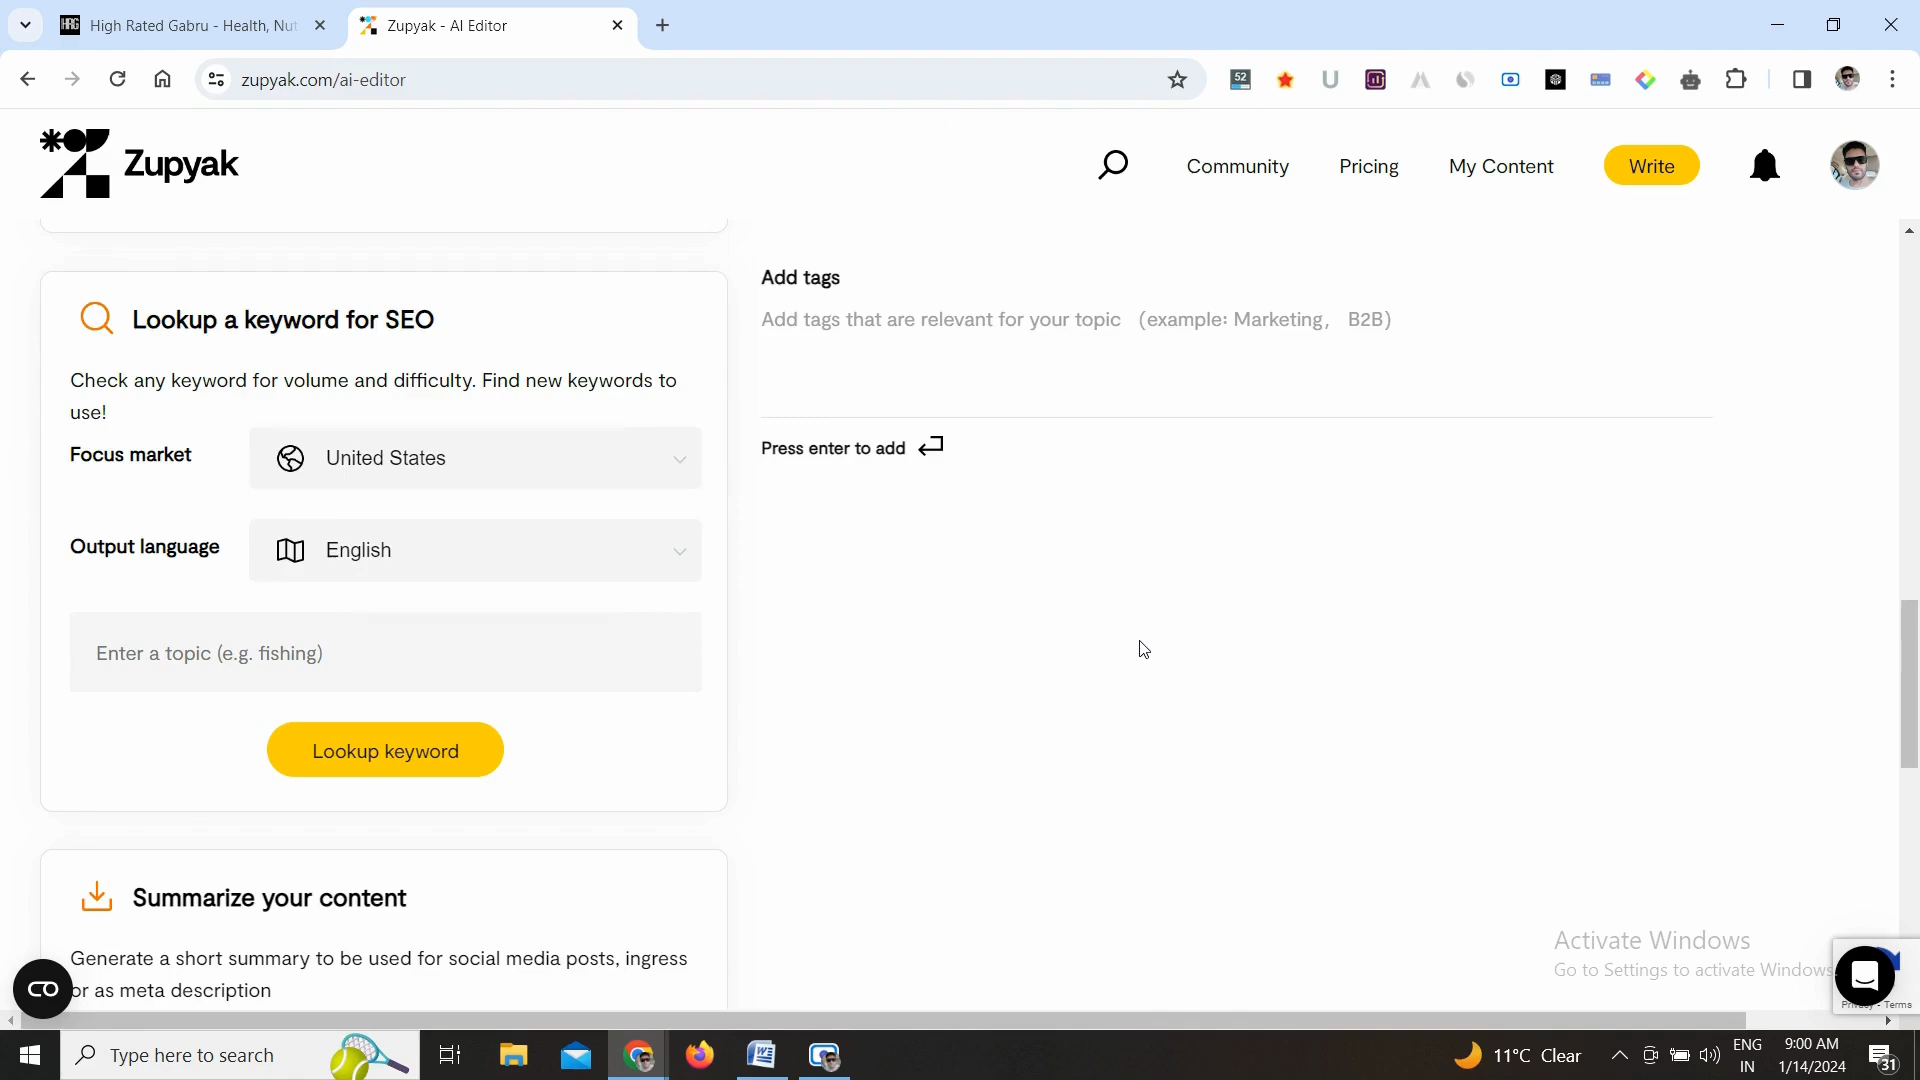 High Rated Gabru - Health, Nut
Zupyak - AI Editor
zupyak.com/ai-editor
52
Zupyak
Community
Pricing
My Content
Write
Lookup a keyword for SEO
Check any keyword for volume and difficulty. Find new keywords to
use!
Focus market
United States
Output language
English
Enter a topic (e.g. fishing)
Lookup keyword
Summarize your content
Generate a short summary to be used for social media posts, ingress
or as meta description
Add tags
Add tags that are relevant for your topic (example: Marketing, B2B)
Press enter to add
Activate Windows
Go to Settings to activate Windows.
Privacy - Terms
Type here to search
11°C Clear
ENG
IN
9:00 AM
1/14/2024
31